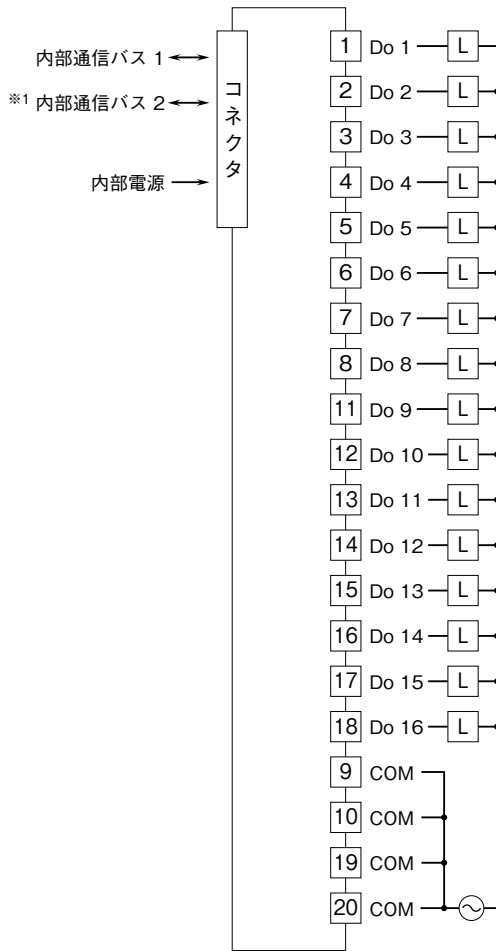 内部通信バス 1
※1 内部通信バス 2
内部電源
コネクタ
1 Do 1 L
2 Do 2 L
3 Do 3 L
4 Do 4 L
5 Do 5 L
6 Do 6 L
7 Do 7 L
8 Do 8 L
11 Do 9 L
12 Do 10 L
13 Do 11 L
14 Do 12 L
15 Do 13 L
16 Do 14 L
17 Do 15 L
18 Do 16 L
9 COM
10 COM
19 COM
20 COM